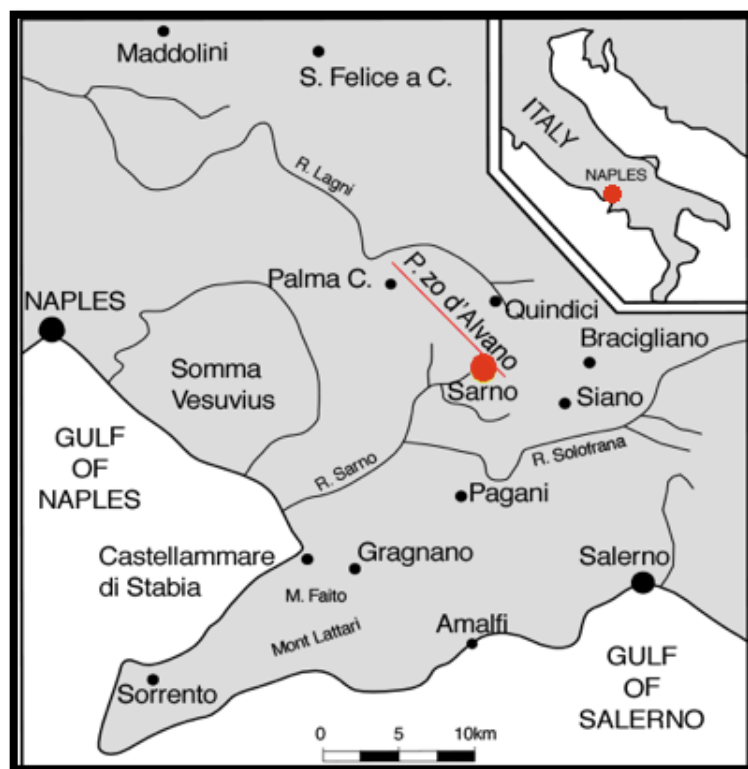 Maddolini
S. Felice a C.
ITALY
NAPLES
R. Lagni
P. zo d'Alvano
Palma C.
Quindici
NAPLES
Bracigliano
Somma
Vesuvius
Sarno
Siano
GULF
OF
NAPLES
R. Sarno
R. Solofrana
Pagani
Castellammare
di Stabia
Gragnano
Salerno
M. Faito
Mont Lattari
Amalfi
Sorrento
GULF
OF
SALERNO
0 5 10km